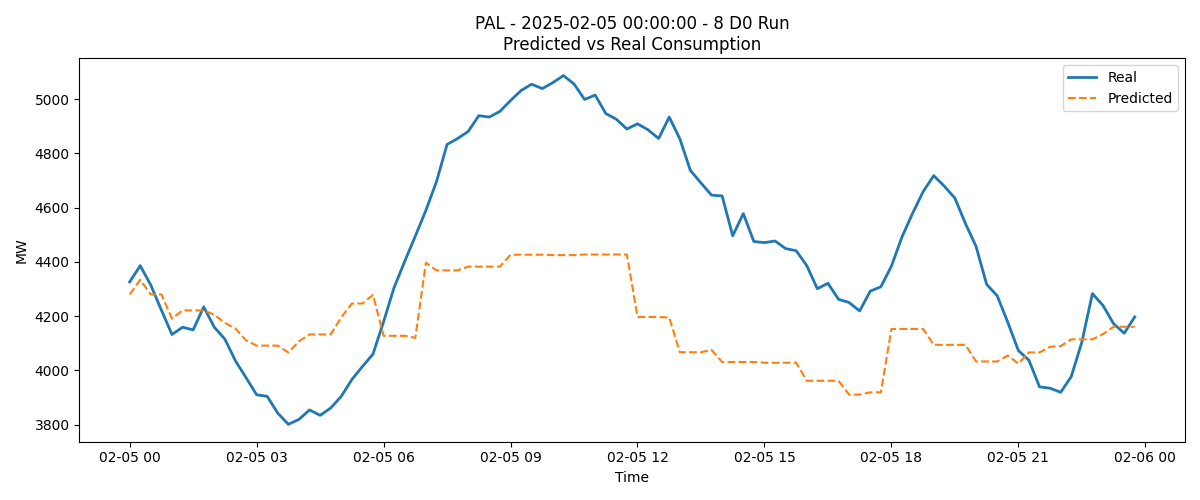 PAL - 2025-02-05 00:00:00 - 8 D0 Run
Predicted vs Real Consumption
Real
Predicted
MW
5000
4800
4600
4400
4200
4000
3800
02-05 00
02-05 03
02-05 06
02-05 09
02-05 12
02-05 15
02-05 18
02-05 21
02-06 00
Time